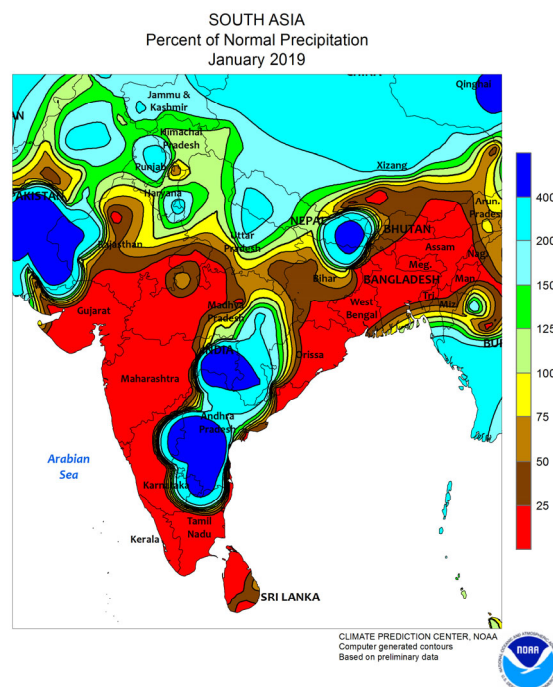 SOUTH ASIA
Percent of Normal Precipitation
January 2019
CHINA
Qinghai
Jammu &
Kashmir
Himachal
Pradesh
Punjab
Xizang
PAKISTAN
Haryana
Arun.
Pradesh
NEPAL
BHUTAN
Rajasthan
Uttar
Pradesh
Assam
Nag.
Meg.
Bihar
BANGLADESH
Man.
Gujarat
Madhya
Pradesh
West
Bengal
Tri.
Miz.
INDIA
Orissa
Maharashtra
Andhra
Pradesh
Arabian
Sea
Karnataka
Tamil
Nadu
Kerala
SRI LANKA
400
200
150
125
100
75
50
25
CLIMATE PREDICTION CENTER, NOAA
Computer generated contours
Based on preliminary data
NOAA